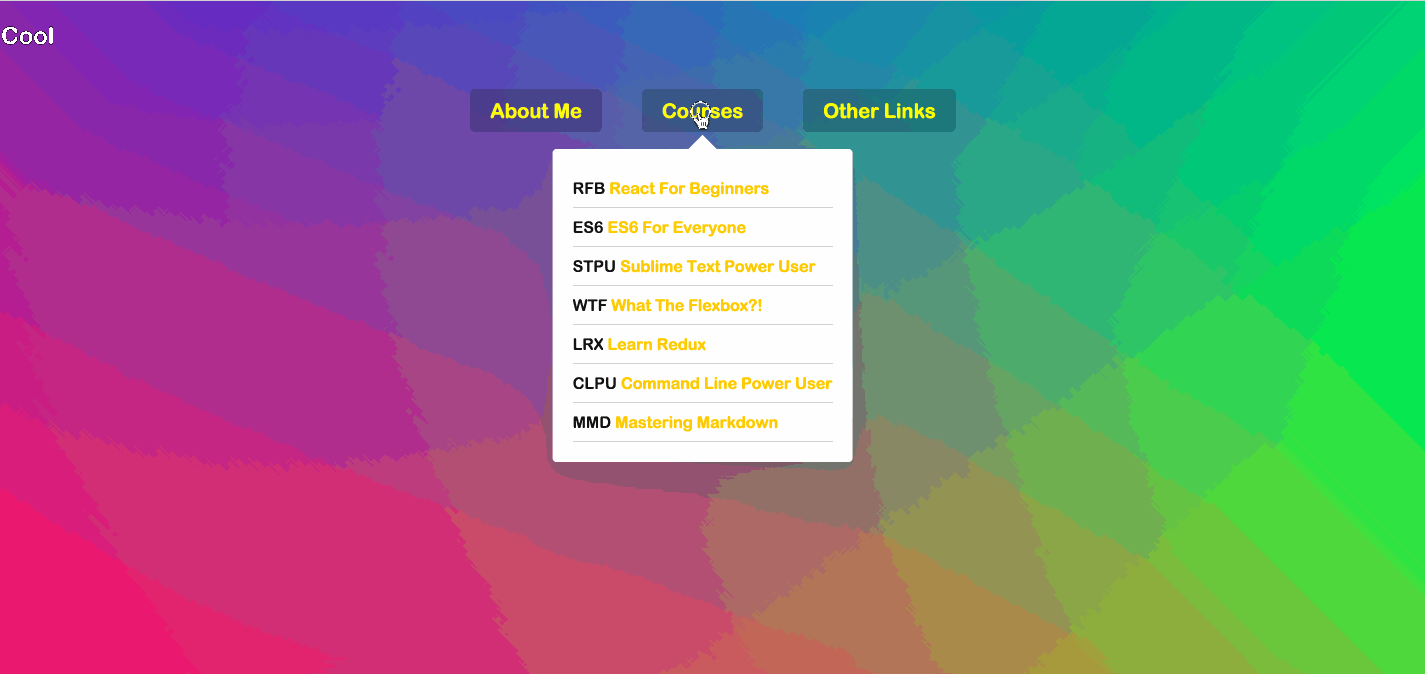 Cool
About Me
Courses
Other Links
RFB React For Beginners
ES6 ES6 For Everyone
STPU Sublime Text Power User
WTF What The Flexbox?!
LRX Learn Redux
CLPU Command Line Power User
MMD Mastering Markdown